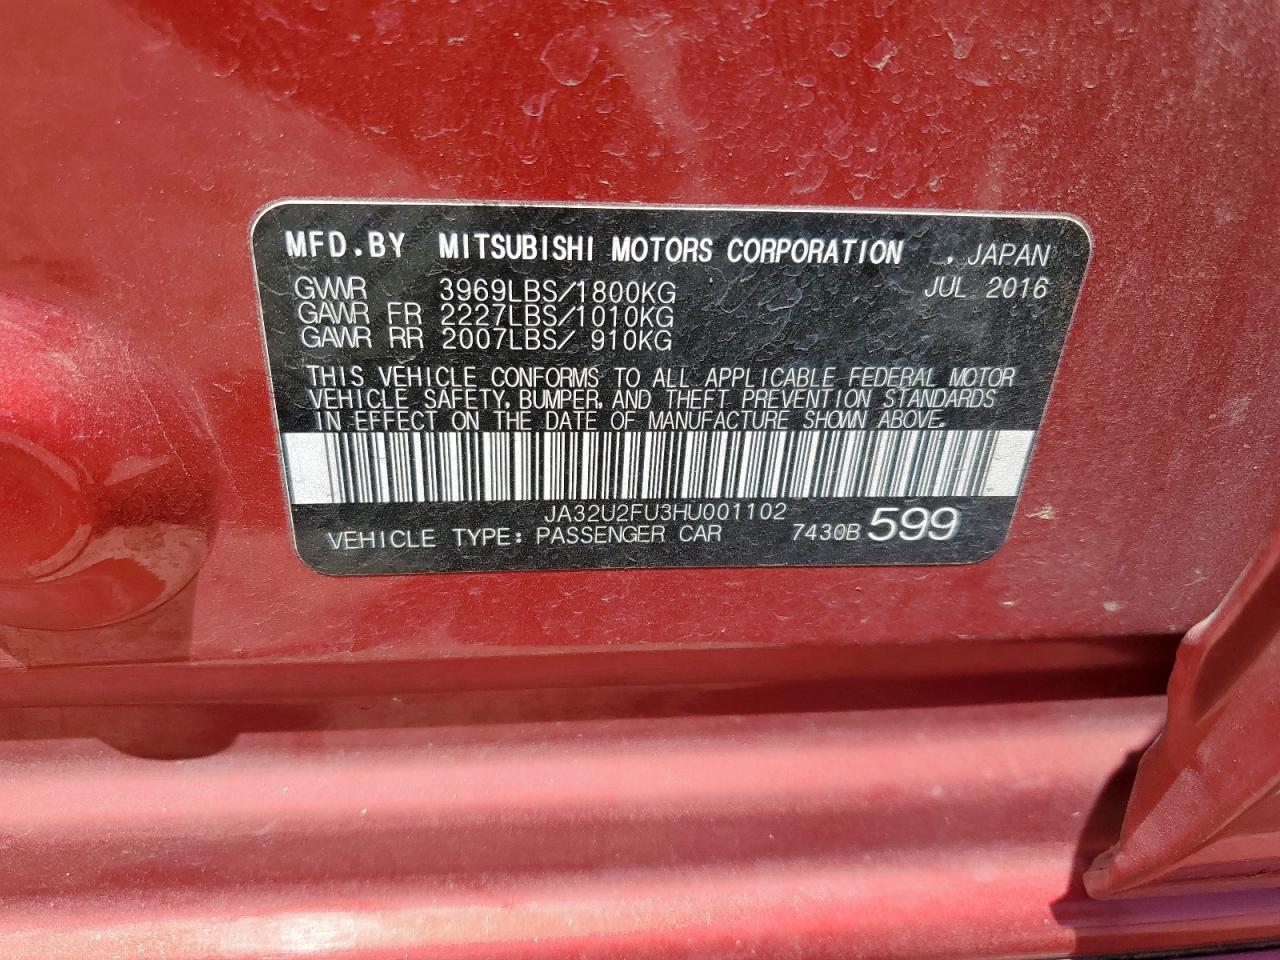 MFD.BY MITSUBISHI MOTORS CORPORATION . JAPAN
GVWR 3969LBS/1800KG JUL 2016
GAWR FR 2227LBS/1010KG
GAWR RR 2007LBS/ 910KG
THIS VEHICLE CONFORMS TO ALL APPLICABLE FEDERAL MOTOR
VEHICLE SAFETY, BUMPER, AND THEFT PREVENTION STANDARDS
IN EFFECT ON THE DATE OF MANUFACTURE SHOWN ABOVE.
JA32U2FU3HU001102
VEHICLE TYPE: PASSENGER CAR 7430B 599